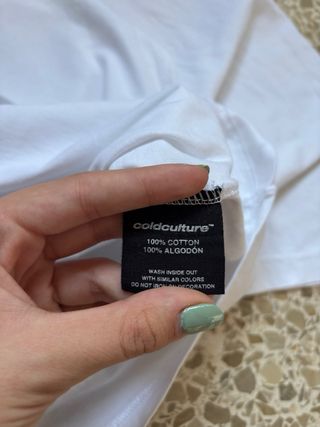 coldculture™
100% COTTON
100% ALGODÓN
WASH INSIDE OUT
WITH SIMILAR COLORS
DO NOT IRON ON DECORATION